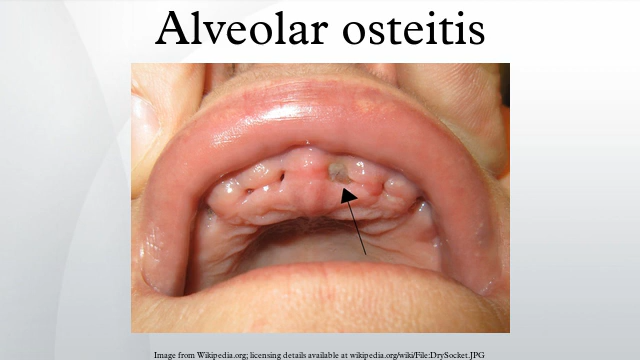 Alveolar osteitis
Image from Wikipedia.org; licensing details available at wikipedia.org/wiki/File:DrySocket.JPG